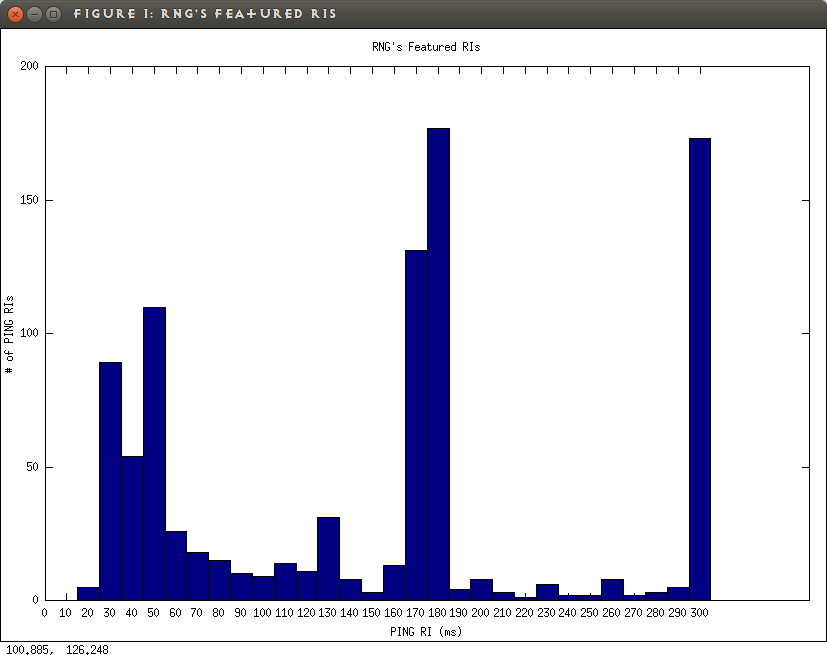 FIGURE 1: RNG'S FEATURED RIS
RNG's Featured RIs
200
150
100
50
0
# of PING RIs
0 10 20 30 40 50 60 70 80 90 100 110 120 130 140 150 160 170 180 190 200 210 220 230 240 250 260 270 280 290 300
PING RI (ms)
100.885, 126.248